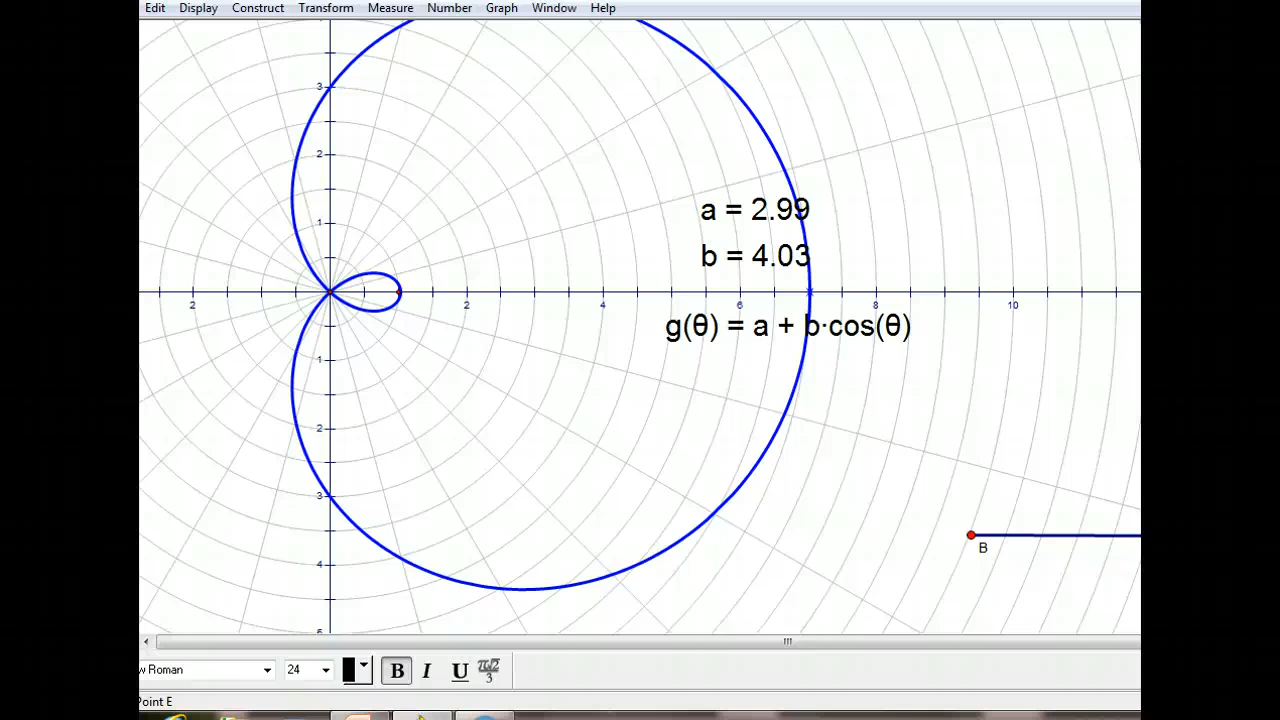 Edit Display Construct Transform Measure Number Graph Window Help
3
2
a = 2.99
1
b = 4.03
2 2 4 6 8 10
g(θ) = a + b·cos(θ)
1
2
3
B
4
5
w Roman 24 B I U
Point E